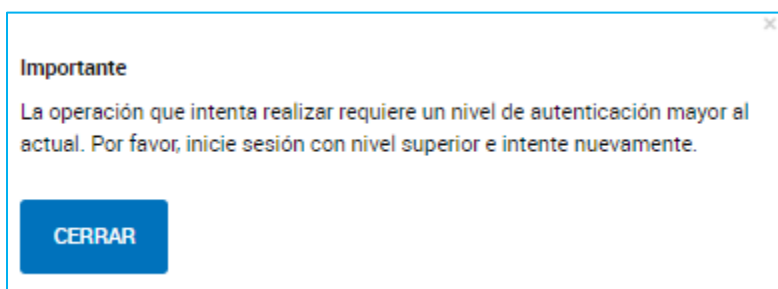 Importante
La operación que intenta realizar requiere un nivel de autenticación mayor al
actual. Por favor, inicie sesión con nivel superior e intente nuevamente.
CERRAR